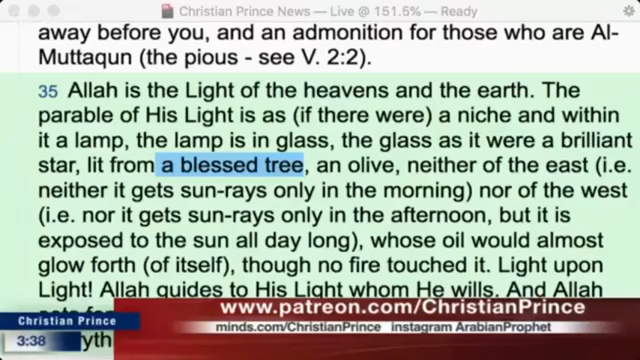 Christian Prince News — Live @ 151.5% — Ready
away before you, and an admonition for those who are Al-
Muttaqun (the pious - see V. 2:2).
35 Allah is the Light of the heavens and the earth. The
parable of His Light is as (if there were) a niche and within
it a lamp, the lamp is in glass, the glass as it were a brilliant
star, lit from a blessed tree, an olive, neither of the east (i.e.
neither it gets sun-rays only in the morning) nor of the west
(i.e. nor it gets sun-rays only in the afternoon, but it is
exposed to the sun all day long), whose oil would almost
glow forth (of itself), though no fire touched it. Light upon
Light! Allah guides to His Light whom He wills. And Allah
www.patreon.com/ChristianPrince
Christian Prince
minds.com/ChristianPrince instagram ArabianProphet
3:38